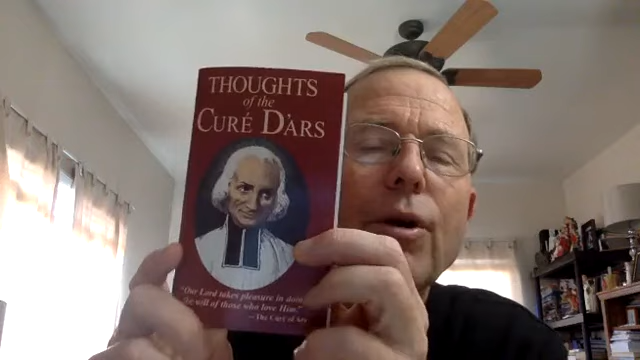 THOUGHTS
of the
CURÉ D'ARS
"Our Lord takes pleasure in doing
the will of those who love Him."
— The Curé of Ars